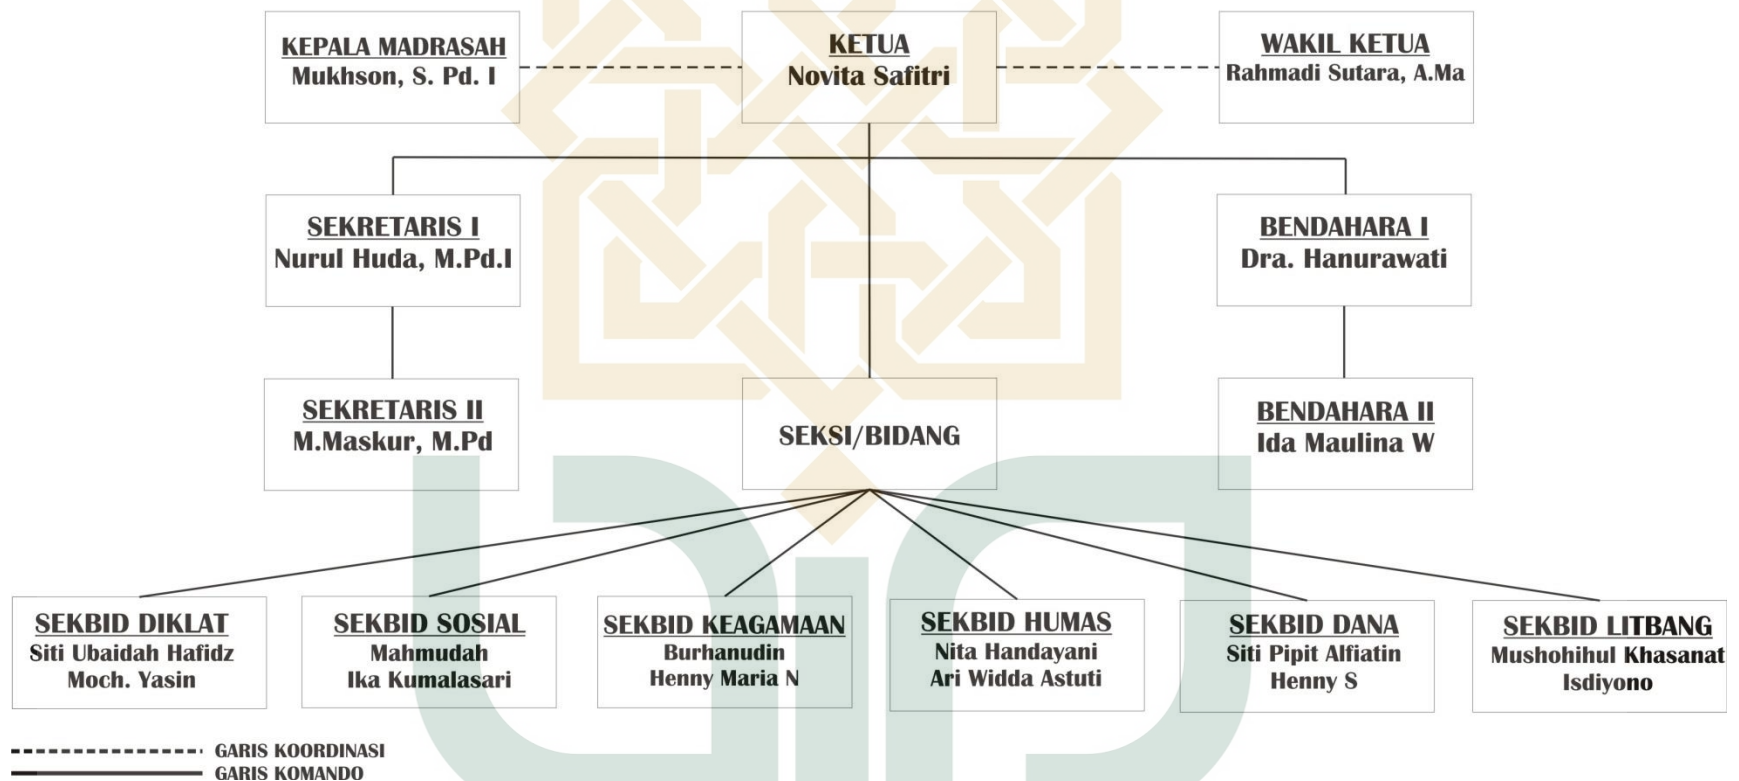 KEPALA MADRASAH
Mukhson, S. Pd. I
KETUA
Novita Safitri
WAKIL KETUA
Rahmadi Sutara, A.Ma
SEKRETARIS I
Nurul Huda, M.Pd.I
BENDAHARA I
Dra. Hanurawati
SEKRETARIS II
M.Maskur, M.Pd
SEKSI/BIDANG
BENDAHARA II
Ida Maulina W
SEKBID DIKLAT
Siti Ubaidah Hafidz
Moch. Yasin
SEKBID SOSIAL
Mahmudah
Ika Kumalasari
SEKBID KEAGAMAAN
Burhanudin
Henny Maria N
SEKBID HUMAS
Nita Handayani
Ari Widda Astuti
SEKBID DANA
Siti Pipit Alfiatin
Henny S
SEKBID LITBANG
Mushohihul Khasanat
Isdiyono
GARIS KOORDINASI
GARIS KOMANDO